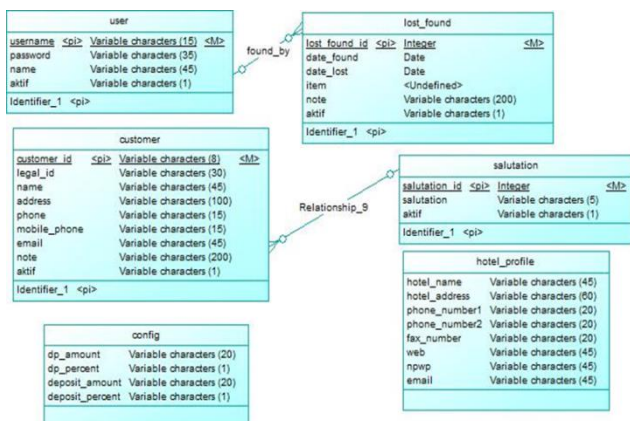 user
username <pi> Variable characters (15) <M>
password Variable characters (35)
name Variable characters (45)
aktif Variable characters (1)
Identifier_1 <pi>
found_by
lost_found
lost_found_id <pi> Integer <M>
date_found Date
date_lost Date
item <Undefined>
note Variable characters (200)
aktif Variable characters (1)
Identifier_1 <pi>
customer
customer_id <pi> Variable characters (8) <M>
legal_id Variable characters (30)
name Variable characters (45)
address Variable characters (100)
phone Variable characters (15)
mobile_phone Variable characters (15)
email Variable characters (45)
note Variable characters (200)
aktif Variable characters (1)
Identifier_1 <pi>
Relationship_9
salutation
salutation_id <pi> Integer <M>
salutation Variable characters (5)
aktif Variable characters (1)
Identifier_1 <pi>
hotel_profile
hotel_name Variable characters (45)
hotel_address Variable characters (60)
phone_number1 Variable characters (20)
phone_number2 Variable characters (20)
fax_number Variable characters (20)
web Variable characters (45)
npwp Variable characters (45)
email Variable characters (45)
config
dp_amount Variable characters (20)
dp_percent Variable characters (1)
deposit_amount Variable characters (20)
deposit_percent Variable characters (1)